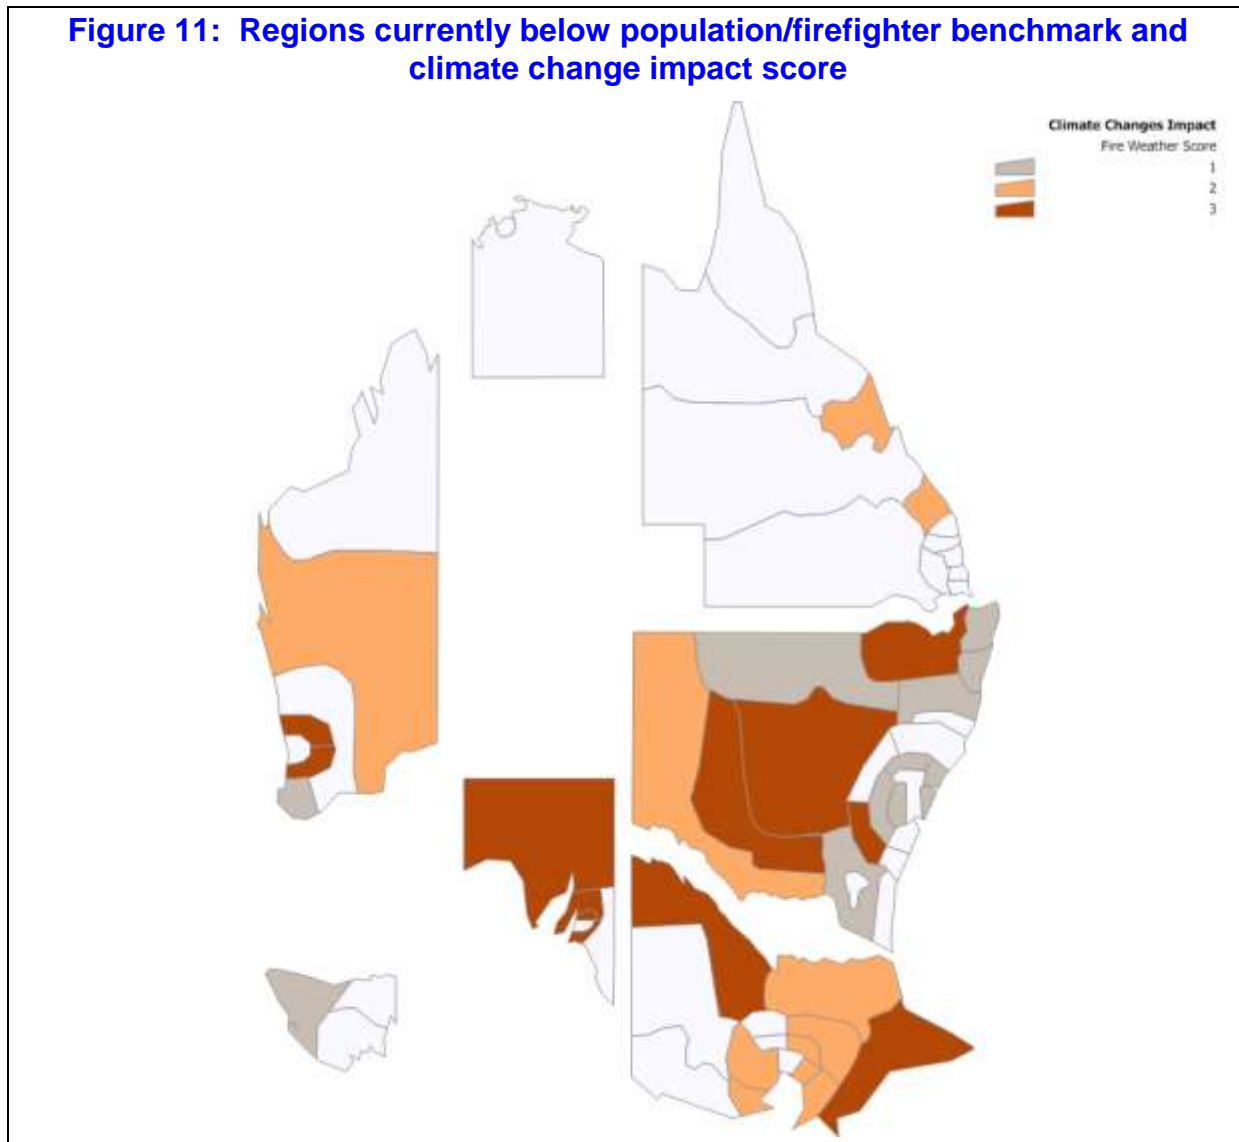 Figure 11:  Regions currently below population/firefighter benchmark and
climate change impact score
Climate Changes Impact
Fire Weather Score
1
2
3